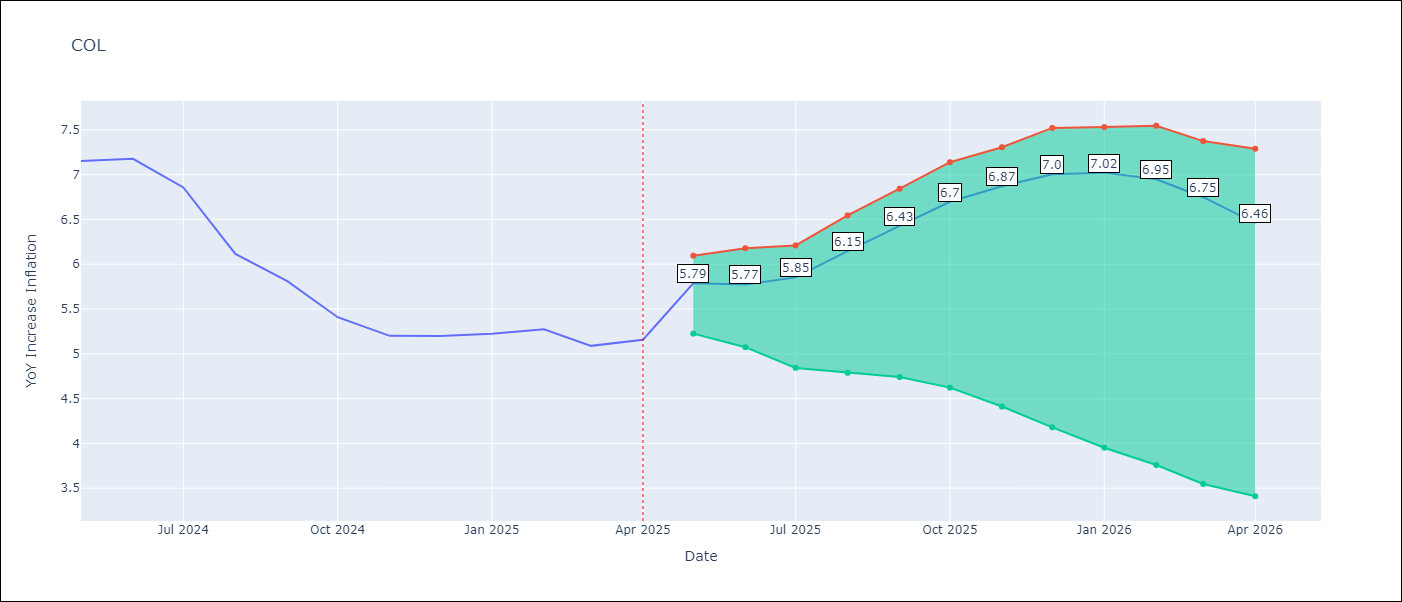 COL
7.5
7
6.5
6
5.5
5
4.5
4
3.5
YoY Increase Inflation
5.79
5.77
5.85
6.15
6.43
6.7
6.87
7.0
7.02
6.95
6.75
6.46
Jul 2024
Oct 2024
Jan 2025
Apr 2025
Jul 2025
Oct 2025
Jan 2026
Apr 2026
Date